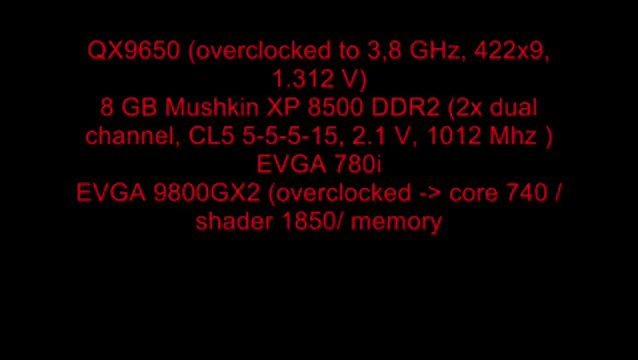 QX9650 (overclocked to 3,8 GHz, 422x9,
1.312 V)
8 GB Mushkin XP 8500 DDR2 (2x dual
channel, CL5 5-5-5-15, 2.1 V, 1012 Mhz )
EVGA 780i
EVGA 9800GX2 (overclocked -> core 740 /
shader 1850/ memory